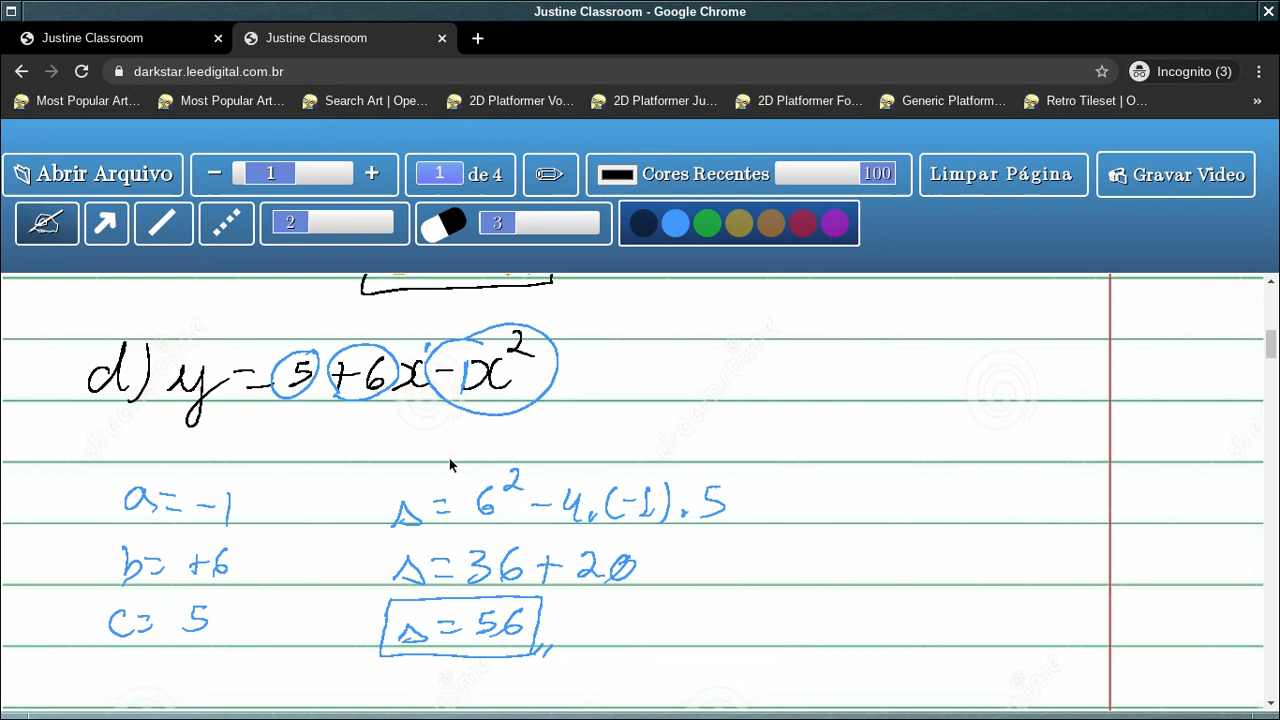 Justine Classroom - Google Chrome
Justine Classroom
Justine Classroom
darkstar.leedigital.com.br
Incognito (3)
Most Popular Art...
Most Popular Art...
Search Art | Ope...
2D Platformer Vo...
2D Platformer Ju...
2D Platformer Fo...
Generic Platform...
Retro Tileset | O...
Abrir Arquivo
1
1 de 4
Cores Recentes
100
Limpar Página
Gravar Video
2
3
d) y = 5 + 6x - 1x²
a = -1
Δ = 6² - 4.(-1).5
b = +6
Δ = 36 + 20
c = 5
Δ = 56